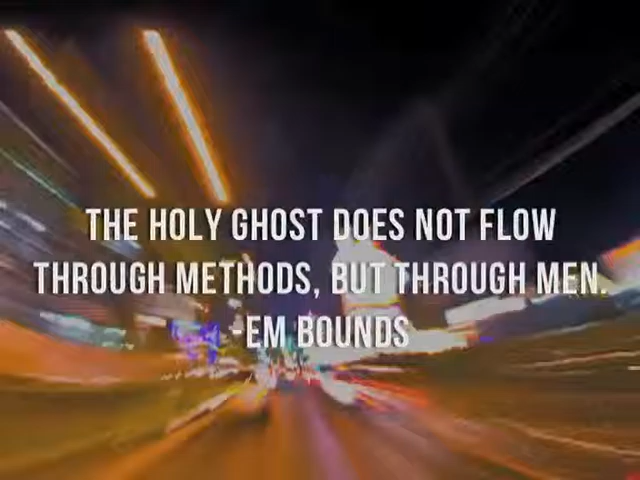 THE HOLY GHOST DOES NOT FLOW
THROUGH METHODS, BUT THROUGH MEN.
-EM BOUNDS